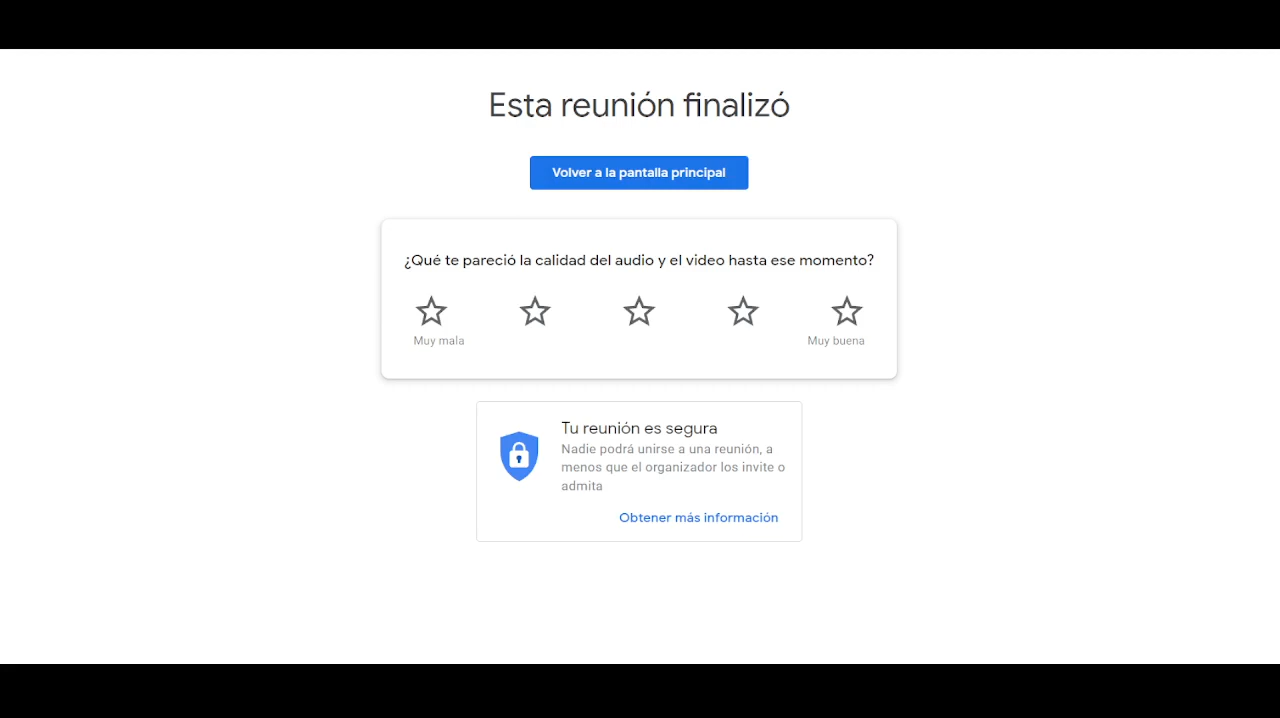 Esta reunión finalizó
Volver a la pantalla principal
¿Qué te pareció la calidad del audio y el video hasta ese momento?
Muy mala
Muy buena
Tu reunión es segura
Nadie podrá unirse a una reunión, a
menos que el organizador los invite o
admita
Obtener más información